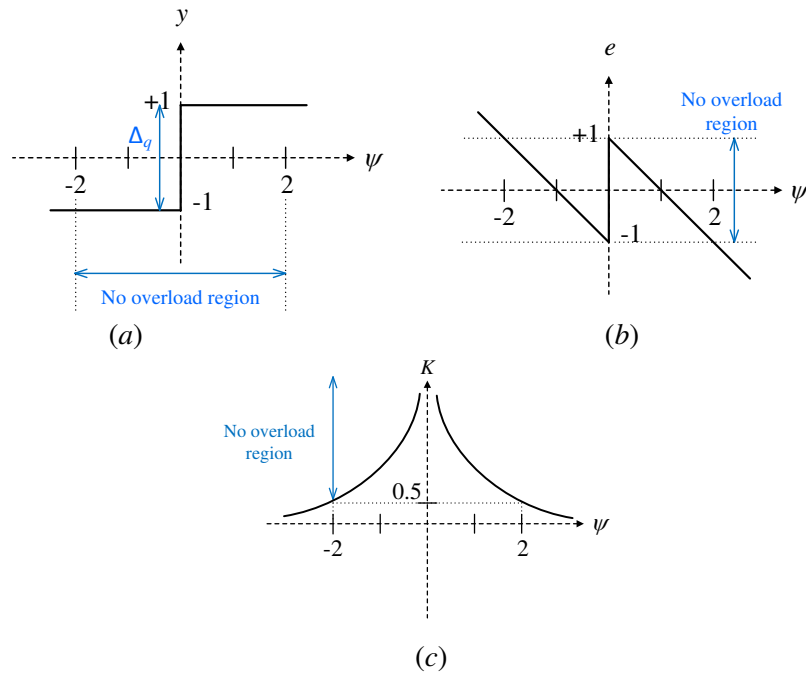 y
+1
Δq
ψ
-2
2
-1
No overload region
(a)
e
No overload
region
+1
ψ
-2
2
-1
(b)
K
No overload
region
0.5
ψ
-2
2
(c)